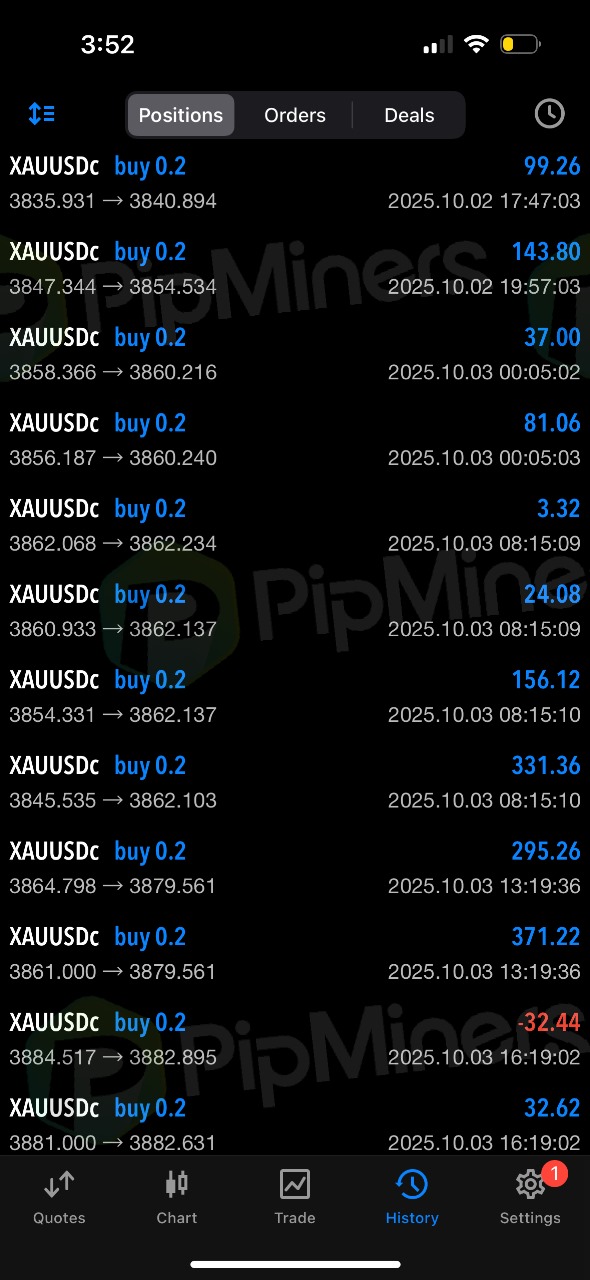 3:52
Positions Orders Deals
XAUUSDc buy 0.2 99.26
3835.931 → 3840.894 2025.10.02 17:47:03
XAUUSDc buy 0.2 143.80
3847.344 → 3854.534 2025.10.02 19:57:03
XAUUSDc buy 0.2 37.00
3858.366 → 3860.216 2025.10.03 00:05:02
XAUUSDc buy 0.2 81.06
3856.187 → 3860.240 2025.10.03 00:05:03
XAUUSDc buy 0.2 3.32
3862.068 → 3862.234 2025.10.03 08:15:09
XAUUSDc buy 0.2 24.08
3860.933 → 3862.137 2025.10.03 08:15:09
XAUUSDc buy 0.2 156.12
3854.331 → 3862.137 2025.10.03 08:15:10
XAUUSDc buy 0.2 331.36
3845.535 → 3862.103 2025.10.03 08:15:10
XAUUSDc buy 0.2 295.26
3864.798 → 3879.561 2025.10.03 13:19:36
XAUUSDc buy 0.2 371.22
3861.000 → 3879.561 2025.10.03 13:19:36
XAUUSDc buy 0.2 -32.44
3884.517 → 3882.895 2025.10.03 16:19:02
XAUUSDc buy 0.2 32.62
3881.000 → 3882.631 2025.10.03 16:19:02
PipMiners
PipMine
PipMiners
1
Quotes Chart Trade History Settings